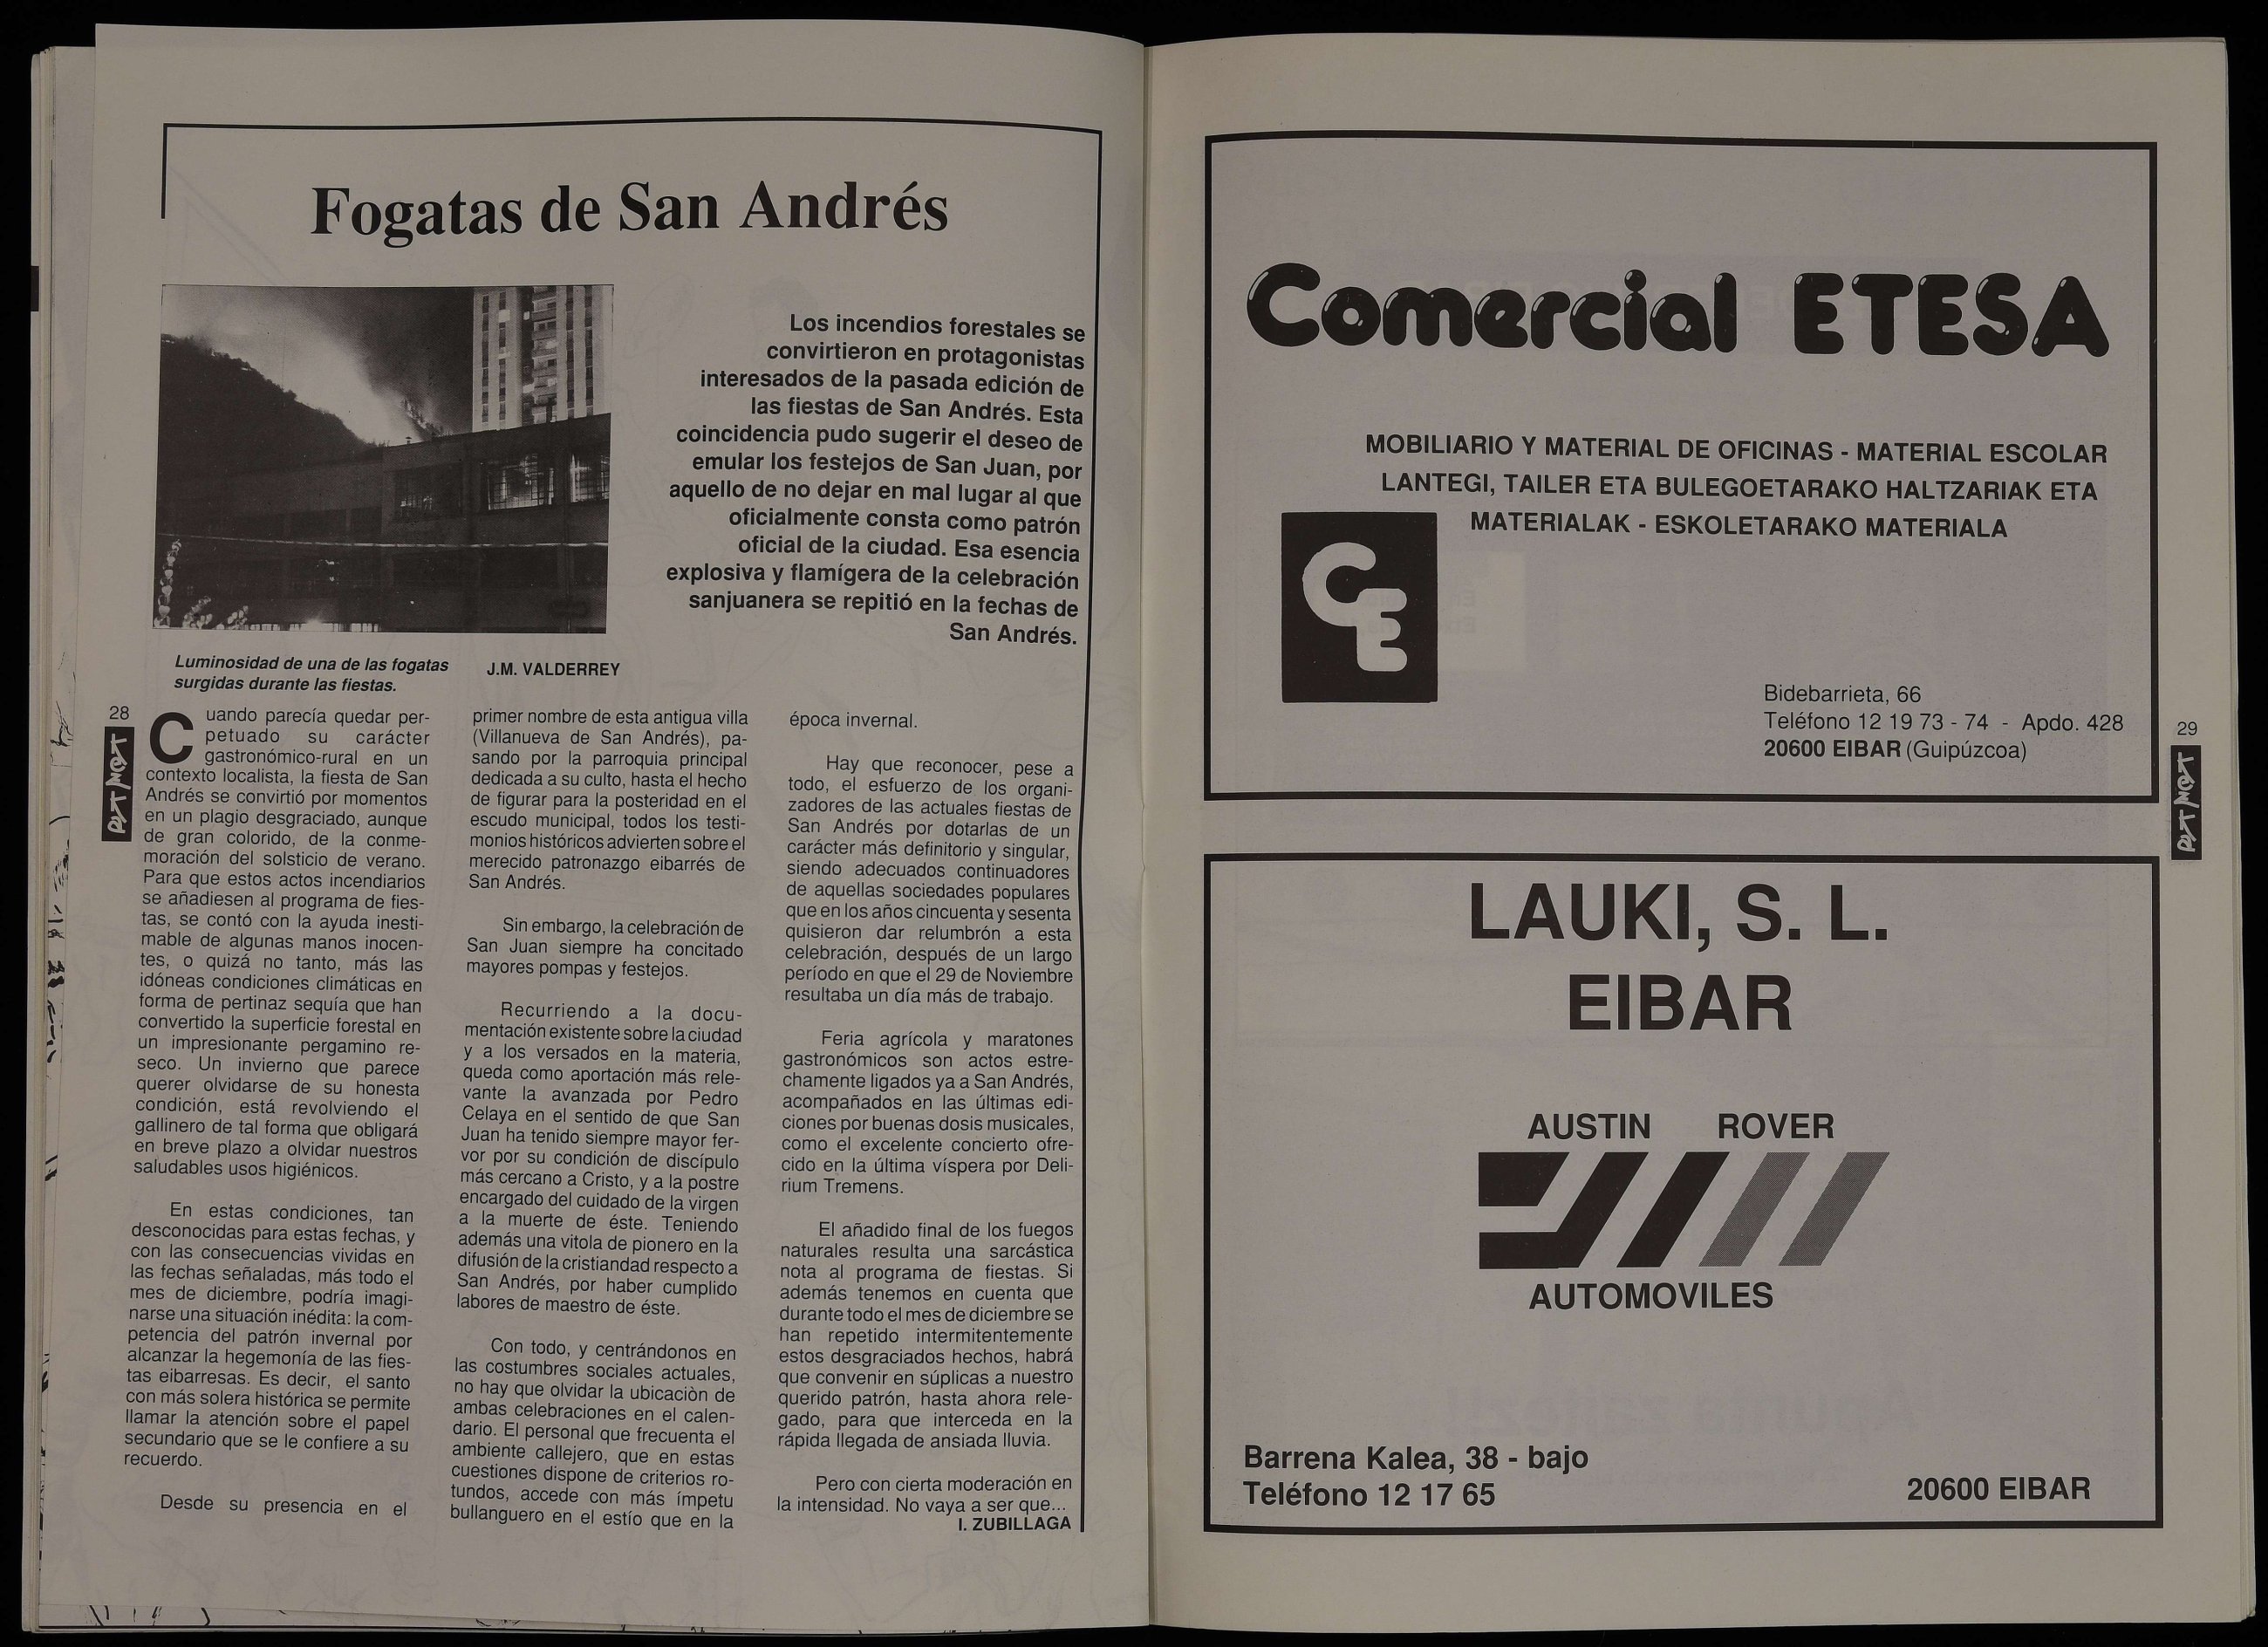 Fogatas de San Andrés
Los incendios forestales se
convirtieron en protagonistas
interesados de la pasada edición de
las fiestas de San Andrés. Esta
coincidencia pudo sugerir el deseo de
emular los festejos de San Juan, por
aquello de no dejar en mal lugar al que
oficialmente consta como patrón
oficial de la ciudad. Esa esencia
explosiva y flamígera de la celebración
sanjuanera se repitió en la fechas de
San Andrés.
Luminosidad de una de las fogatas
surgidas durante las fiestas.
J.M. VALDERREY
28
Cuando parecía quedar per-
petuado su carácter
gastronómico-rural en un
contexto localista, la fiesta de San
Andrés se convirtió por momentos
en un plagio desgraciado, aunque
de gran colorido, de la conme-
moración del solsticio de verano.
Para que estos actos incendiarios
se añadiesen al programa de fies-
tas, se contó con la ayuda inesti-
mable de algunas manos inocen-
tes, o quizá no tanto, más las
idóneas condiciones climáticas en
forma de pertinaz sequía que han
convertido la superficie forestal en
un impresionante pergamino re-
seco. Un invierno que parece
querer olvidarse de su honesta
condición, está revolviendo el
gallinero de tal forma que obligará
en breve plazo a olvidar nuestros
saludables usos higiénicos.
En estas condiciones, tan
desconocidas para estas fechas, y
con las consecuencias vividas en
las fechas señaladas, más todo el
mes de diciembre, podría imagi-
narse una situación inédita: la com-
petencia del patrón invernal por
alcanzar la hegemonía de las fies-
tas eibarresas. Es decir, el santo
con más solera histórica se permite
llamar la atención sobre el papel
secundario que se le confiere a su
recuerdo.
Desde su presencia en el
primer nombre de esta antigua villa
(Villanueva de San Andrés), pa-
sando por la parroquia principal
dedicada a su culto, hasta el hecho
de figurar para la posteridad en el
escudo municipal, todos los testi-
monios históricos advierten sobre el
merecido patronazgo eibarrés de
San Andrés.
Sin embargo, la celebración de
San Juan siempre ha concitado
mayores pompas y festejos.
Recurriendo a la docu-
mentación existente sobre la ciudad
y a los versados en la materia,
queda como aportación más rele-
vante la avanzada por Pedro
Celaya en el sentido de que San
Juan ha tenido siempre mayor fer-
vor por su condición de discípulo
más cercano a Cristo, y a la postre
encargado del cuidado de la virgen
a la muerte de éste. Teniendo
además una vitola de pionero en la
difusión de la cristiandad respecto a
San Andrés, por haber cumplido
labores de maestro de éste.
Con todo, y centrándonos en
las costumbres sociales actuales,
no hay que olvidar la ubicaciòn de
ambas celebraciones en el calen-
dario. El personal que frecuenta el
ambiente callejero, que en estas
cuestiones dispone de criterios ro-
tundos, accede con más ímpetu
bullanguero en el estío que en la
época invernal.
Hay que reconocer, pese a
todo, el esfuerzo de los organi-
zadores de las actuales fiestas de
San Andrés por dotarlas de un
carácter más definitorio y singular,
siendo adecuados continuadores
de aquellas sociedades populares
que en los años cincuenta y sesenta
quisieron dar relumbrón a esta
celebración, después de un largo
período en que el 29 de Noviembre
resultaba un día más de trabajo.
Feria agrícola y maratones
gastronómicos son actos estre-
chamente ligados ya a San Andrés,
acompañados en las últimas edi-
ciones por buenas dosis musicales,
como el excelente concierto ofre-
cido en la última víspera por Deli-
rium Tremens.
El añadido final de los fuegos
naturales resulta una sarcástica
nota al programa de fiestas. Si
además tenemos en cuenta que
durante todo el mes de diciembre se
han repetido intermitentemente
estos desgraciados hechos, habrá
que convenir en súplicas a nuestro
querido patrón, hasta ahora rele-
gado, para que interceda en la
rápida llegada de ansiada lluvia.
Pero con cierta moderación en
la intensidad. No vaya a ser que...
I. ZUBILLAGA
Comercial ETESA
MOBILIARIO Y MATERIAL DE OFICINAS - MATERIAL ESCOLAR
LANTEGI, TAILER ETA BULEGOETARAKO HALTZARIAK ETA
MATERIALAK - ESKOLETARAKO MATERIALA
CE
Bidebarrieta, 66
Teléfono 12 19 73 - 74 - Apdo. 428
20600 EIBAR (Guipúzcoa)
29
LAUKI, S. L.
EIBAR
AUSTIN ROVER
AUTOMOVILES
Barrena Kalea, 38 - bajo
Teléfono 12 17 65
20600 EIBAR